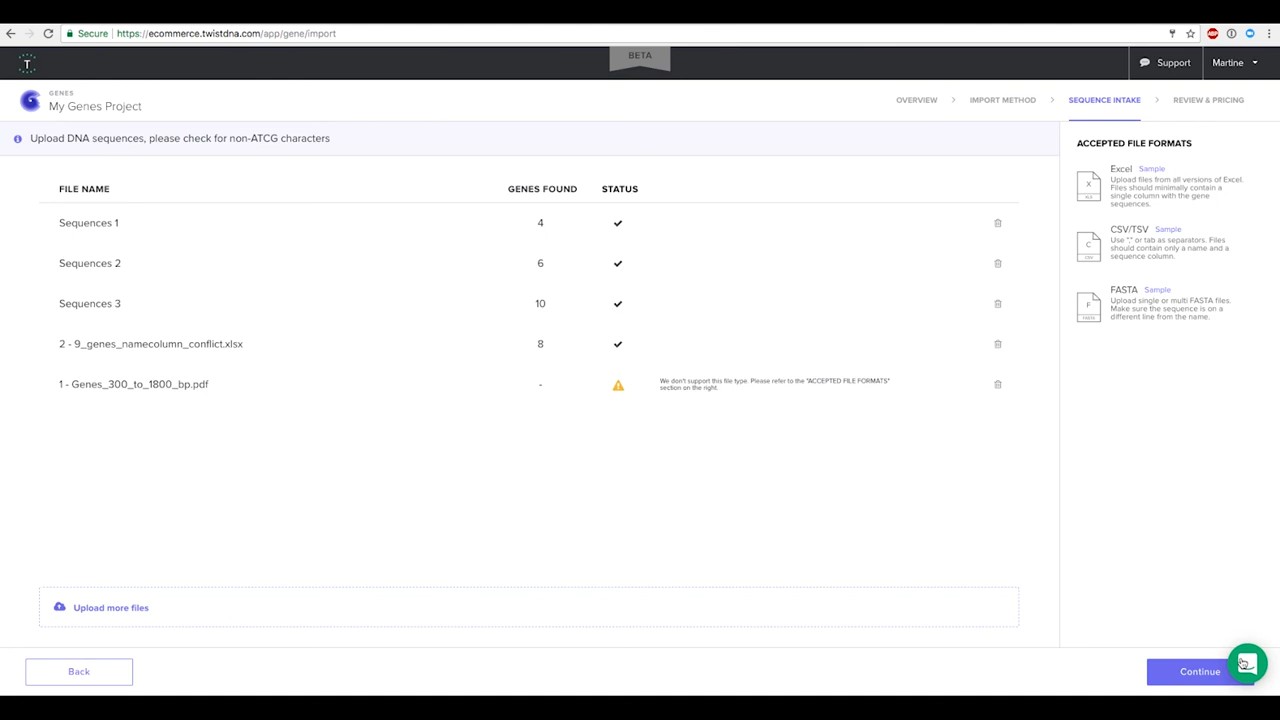 Secure https://ecommerce.twistdna.com/app/gene/import
ABP
T
BETA
Support
Martine
GENES
My Genes Project
OVERVIEW
IMPORT METHOD
SEQUENCE INTAKE
REVIEW & PRICING
Upload DNA sequences, please check for non-ATCG characters
FILE NAME GENES FOUND STATUS
Sequences 1 4
Sequences 2 6
Sequences 3 10
2 - 9_genes_namecolumn_conflict.xlsx 8
1 - Genes_300_to_1800_bp.pdf -
We don't support this file type. Please refer to the "ACCEPTED FILE FORMATS"
section on the right.
Upload more files
Back
Continue
ACCEPTED FILE FORMATS
X
XLS
Excel Sample
Upload files from all versions of Excel.
Files should minimally contain a
single column with the gene
sequences.
C
CSV
CSV/TSV Sample
Use "," or tab as separators. Files
should contain only a name and a
sequence column.
F
FASTA
FASTA Sample
Upload single or multi FASTA files.
Make sure the sequence is on a
different line from the name.